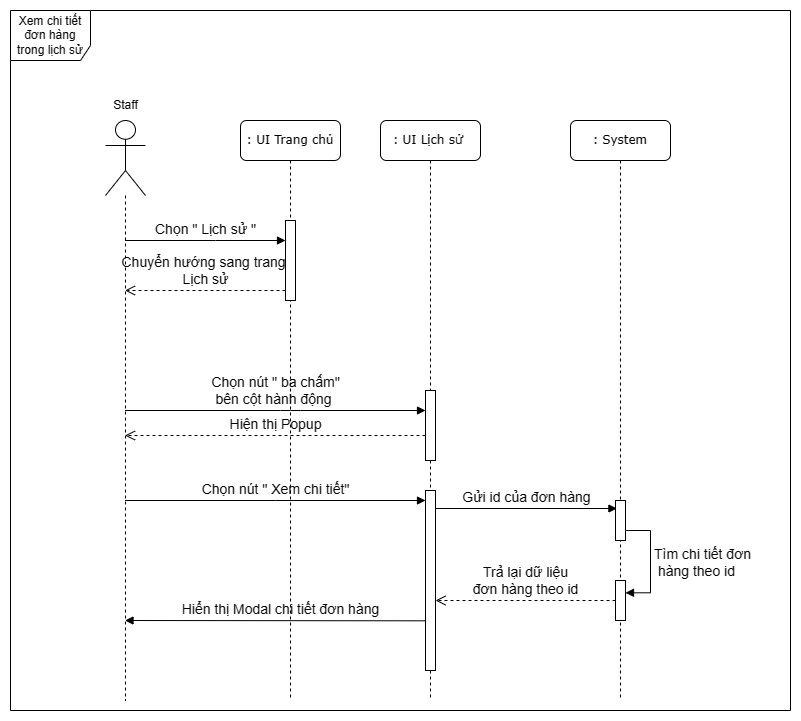 Xem chi tiết
đơn hàng
trong lịch sử
Staff
: UI Trang chủ
: UI Lịch sử
: System
Chọn " Lịch sử "
Chuyển hướng sang trang
Lịch sử
Chọn nút " ba chấm"
bên cột hành động
Hiện thị Popup
Chọn nút " Xem chi tiết"
Gửi id của đơn hàng
Tìm chi tiết đơn
hàng theo id
Trả lại dữ liệu
đơn hàng theo id
Hiển thị Modal chi tiết đơn hàng